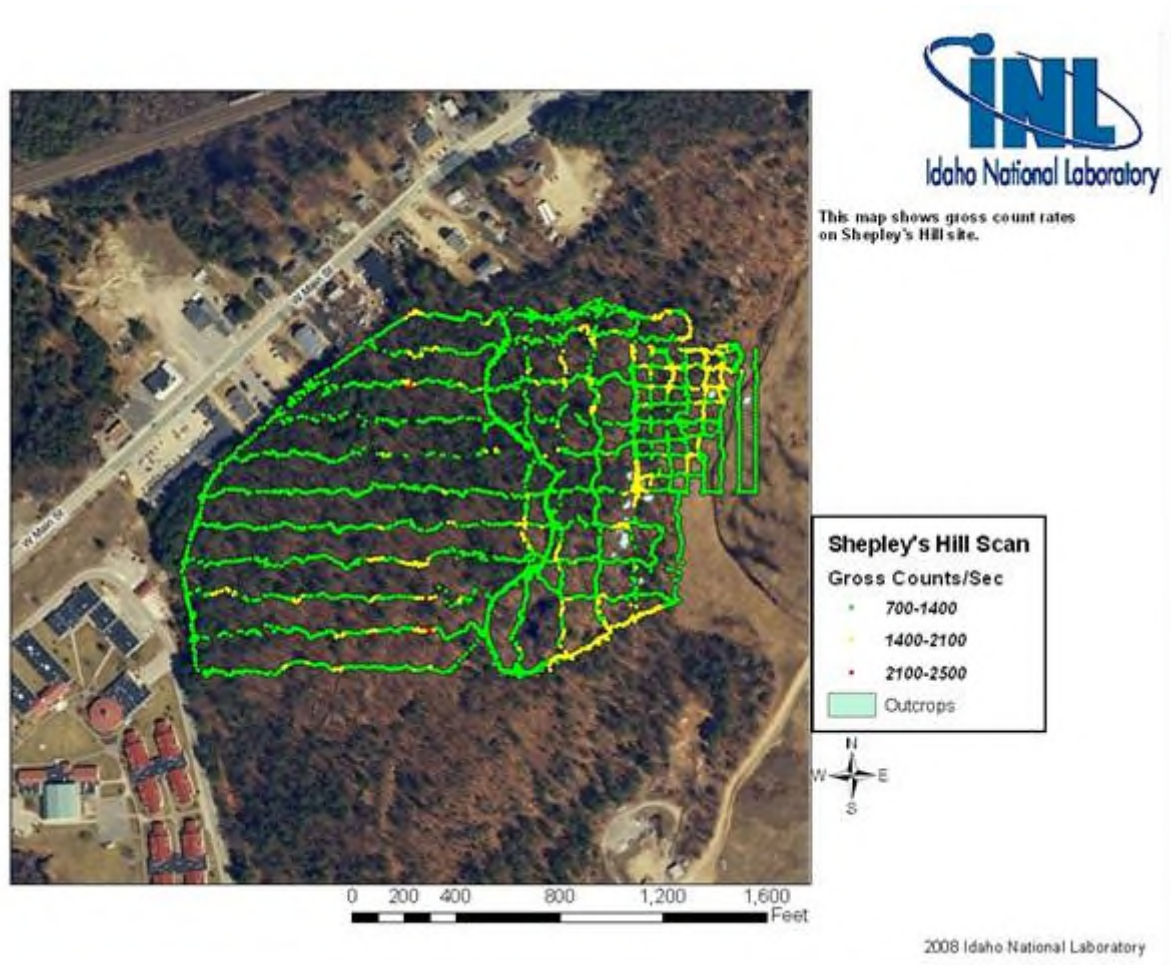 INL
Idaho National Laboratory
This map shows gross count rates
on Shepley's Hill site.
W Main St
W Main St
Shepley's Hill Scan
Gross Counts/Sec
700-1400
1400-2100
2100-2500
Outcrops
N
W E
S
0 200 400 800 1,200 1,600
Feet
2008 Idaho National Laboratory